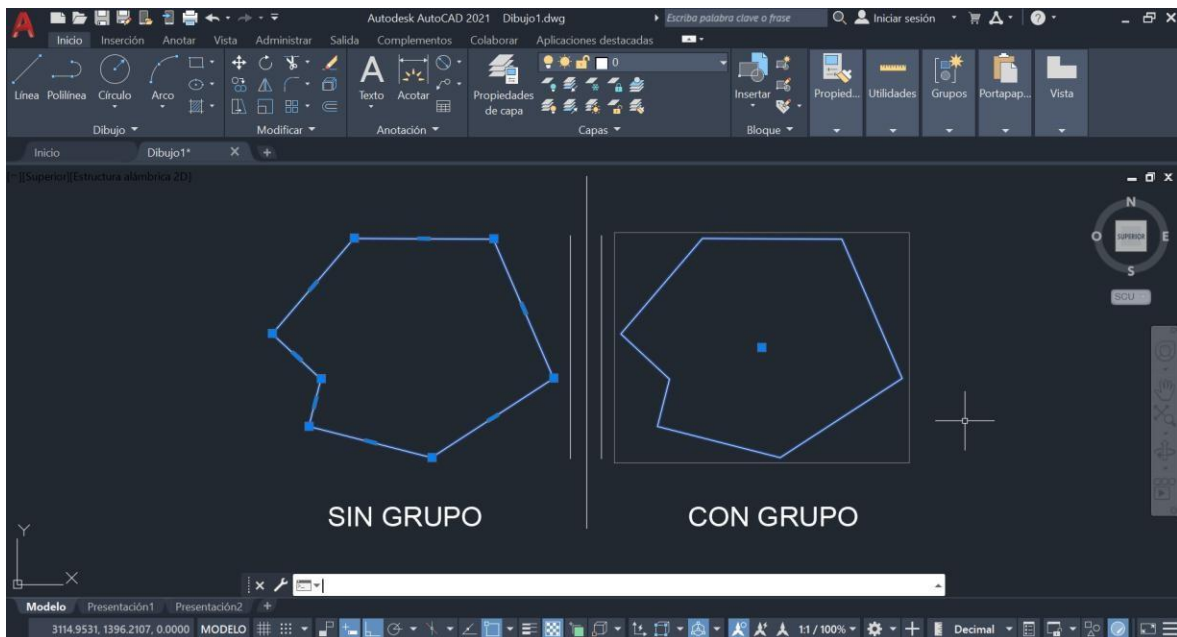 Autodesk AutoCAD 2021 Dibujo1.dwg
Escriba palabra clave o frase
Iniciar sesión
Inicio Inserción Anotar Vista Administrar Salida Complementos Colaborar Aplicaciones destacadas
0
Línea Polilínea Círculo Arco
Texto Acotar
Propiedades de capa
Insertar
Propied... Utilidades Grupos Portapap... Vista
Dibujo Modificar Anotación Capas Bloque
Inicio Dibujo1*
[−][Superior][Estructura alámbrica 2D]
N
O SUPERIOR E
S
SCU
SIN GRUPO CON GRUPO
Y
X
Modelo Presentación1 Presentación2
3114.9531, 1396.2107, 0.0000 MODELO 1:1 / 100% Decimal